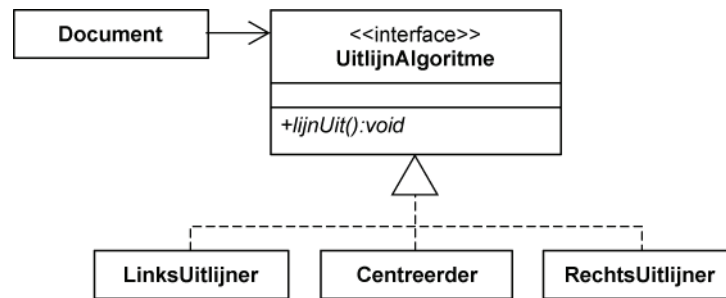 Document
<<interface>>
UitlijnAlgoritme
+lijnUit():void
LinksUitlijner
Centreerder
RechtsUitlijner